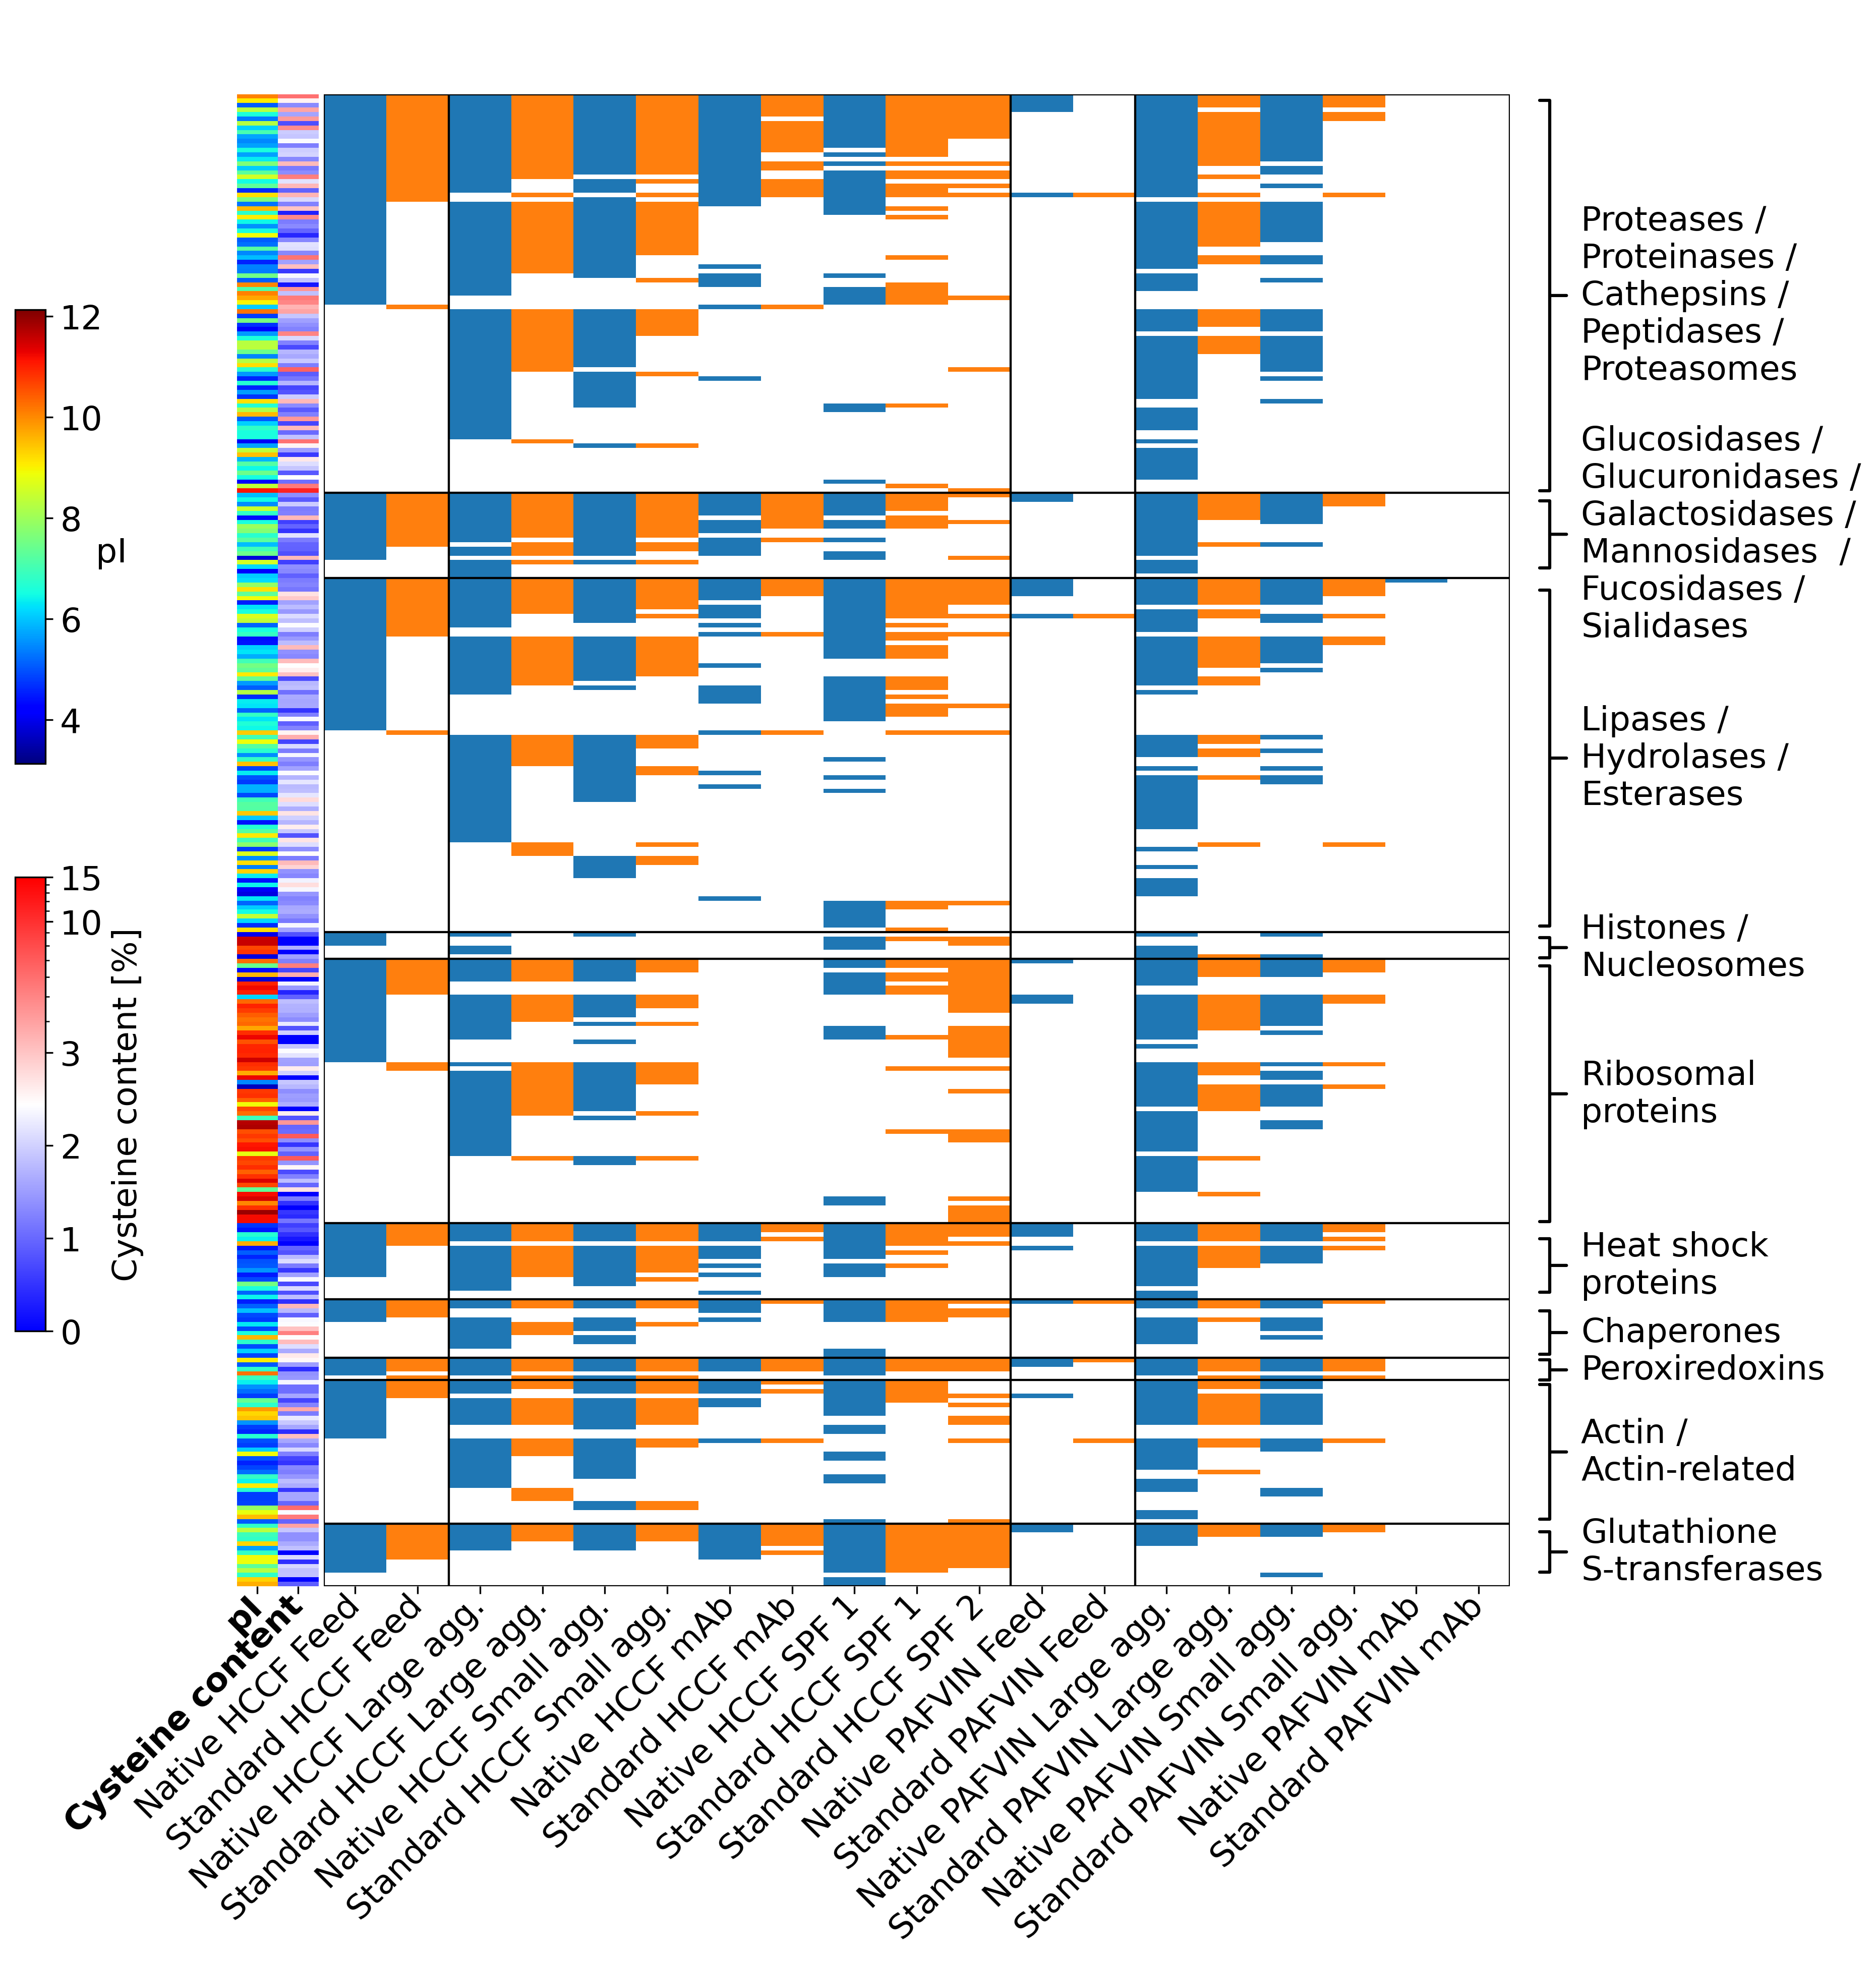 12
10
8
6
4
pI
15
10
3
2
1
0
Cysteine content [%]
Proteases /
Proteinases /
Cathepsins /
Peptidases /
Proteasomes
Glucosidases /
Glucuronidases /
Galactosidases /
Mannosidases  /
Fucosidases /
Sialidases
Lipases /
Hydrolases /
Esterases
Histones /
Nucleosomes
Ribosomal
proteins
Heat shock
proteins
Chaperones
Peroxiredoxins
Actin /
Actin-related
Glutathione
S-transferases
pI
Cysteine content
Native HCCF Feed
Standard HCCF Feed
Native HCCF Large agg.
Standard HCCF Large agg.
Native HCCF Small agg.
Standard HCCF Small agg.
Native HCCF mAb
Standard HCCF mAb
Native HCCF SPF 1
Standard HCCF SPF 1
Standard HCCF SPF 2
Native PAFVIN Feed
Standard PAFVIN Feed
Native PAFVIN Large agg.
Standard PAFVIN Large agg.
Native PAFVIN Small agg.
Standard PAFVIN Small agg.
Native PAFVIN mAb
Standard PAFVIN mAb